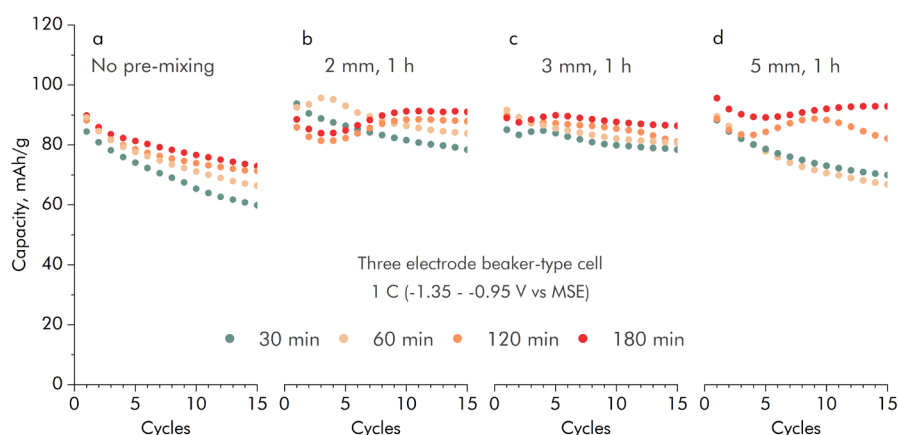 120
100
80
60
40
20
0
Capacity, mAh/g
a
No pre-mixing
b
2 mm, 1 h
c
3 mm, 1 h
d
5 mm, 1 h
Three electrode beaker-type cell
1 C (-1.35 - -0.95 V vs MSE)
30 min 60 min 120 min 180 min
0 5 10 15 0 5 10 15 0 5 10 15 0 5 10 15
Cycles Cycles Cycles Cycles